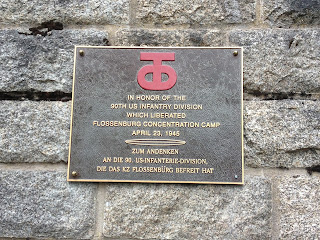 TO
IN HONOR OF THE
90TH US INFANTRY DIVISION
WHICH LIBERATED
FLOSSENBURG CONCENTRATION CAMP
APRIL 23, 1945
ZUM ANDENKEN
AN DIE 90. US-INFANTERIE-DIVISION,
DIE DAS KZ FLOSSENBÜRG BEFREIT HAT